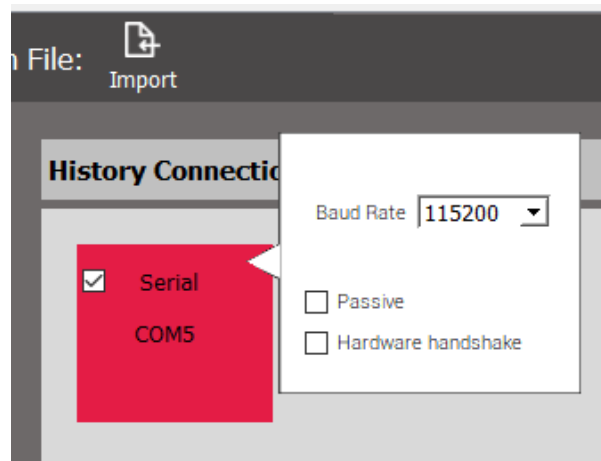 File:
Import
History Connectio
Baud Rate 115200
Serial
COM5
Passive
Hardware handshake